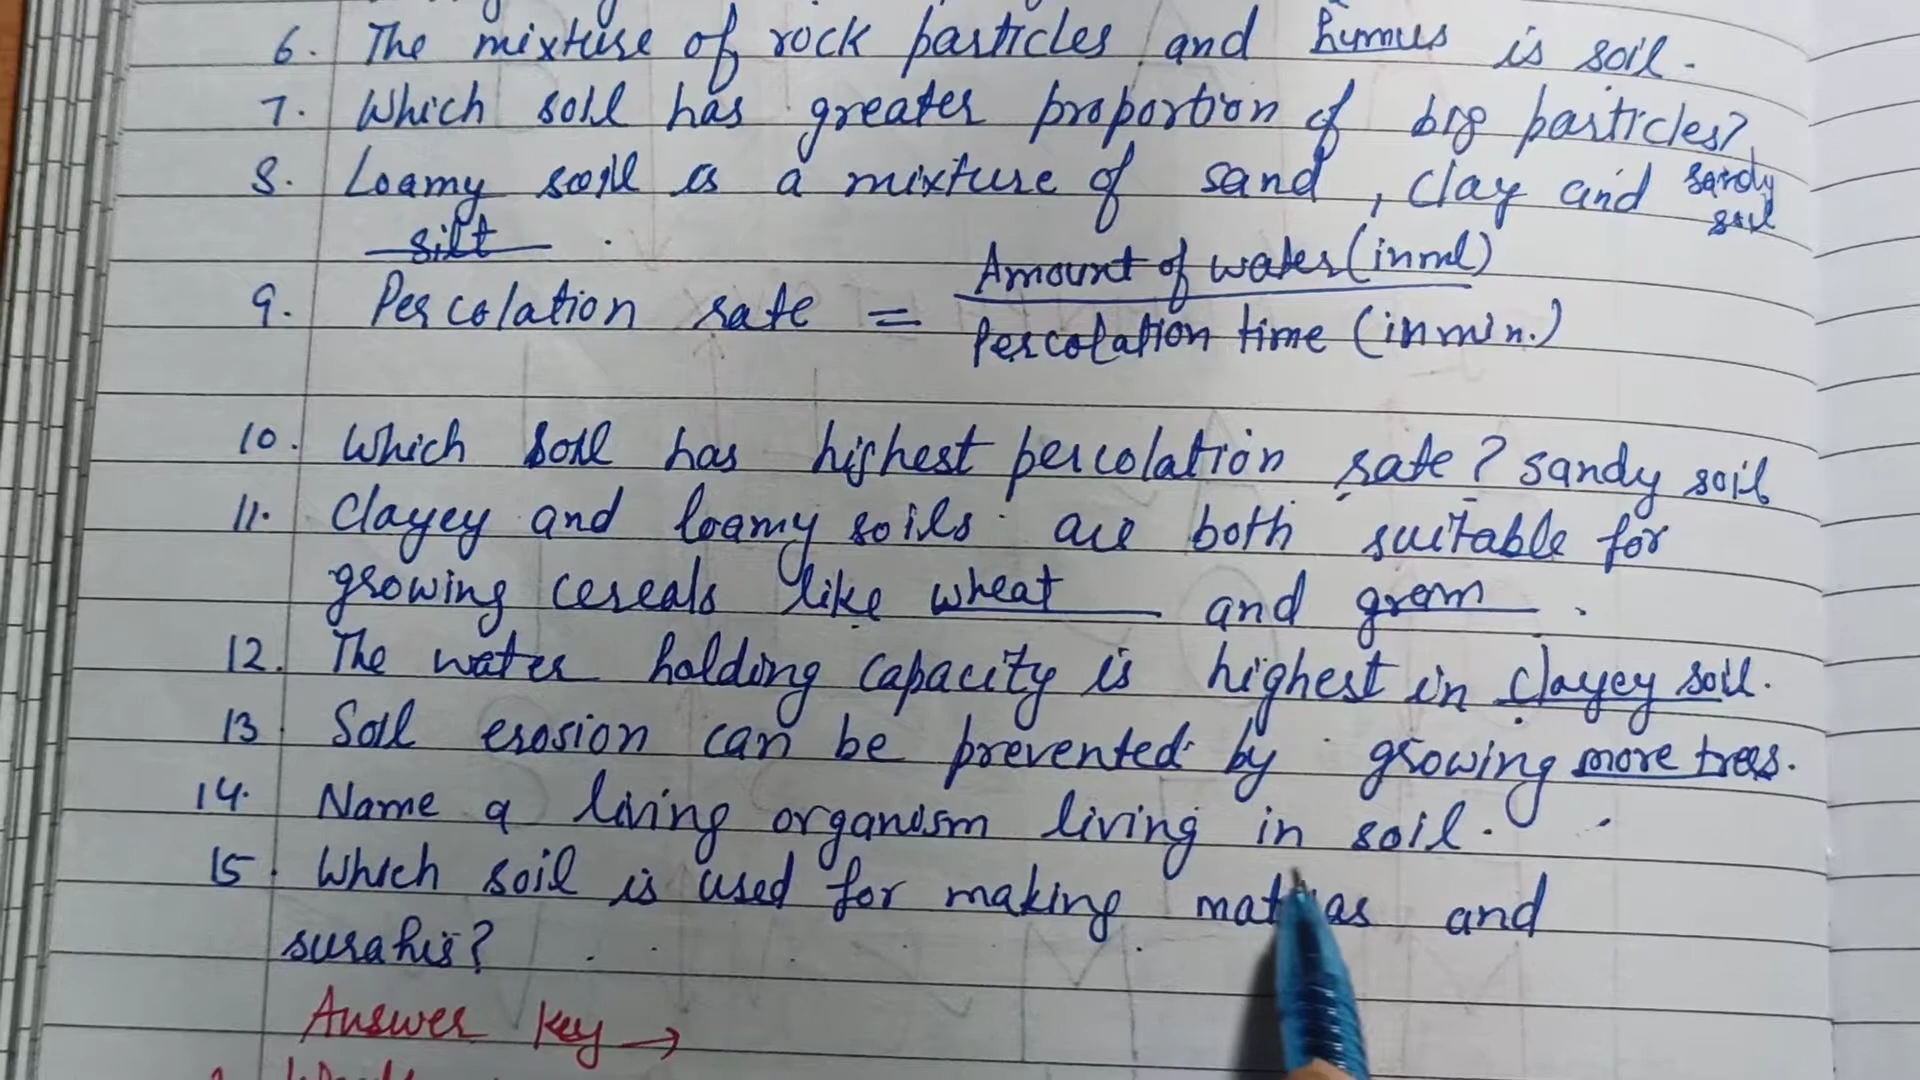 6. The mixture of rock particles and humus is soil.
7. Which soil has greater proportion of big particles?
sandy soil
8. Loamy soil is a mixture of sand, clay and
silt.
9. Percolation rate = Amount of water (in ml)
Percolation time (in min.)
10. Which soil has highest percolation rate? sandy soil
11. Clayey and loamy soils are both suitable for
growing cereals like wheat and gram.
12. The water holding capacity is highest in clayey soil.
13. Soil erosion can be prevented by growing more trees.
14. Name a living organism living in soil.
15. Which soil is used for making and
surahis?
Answer key →